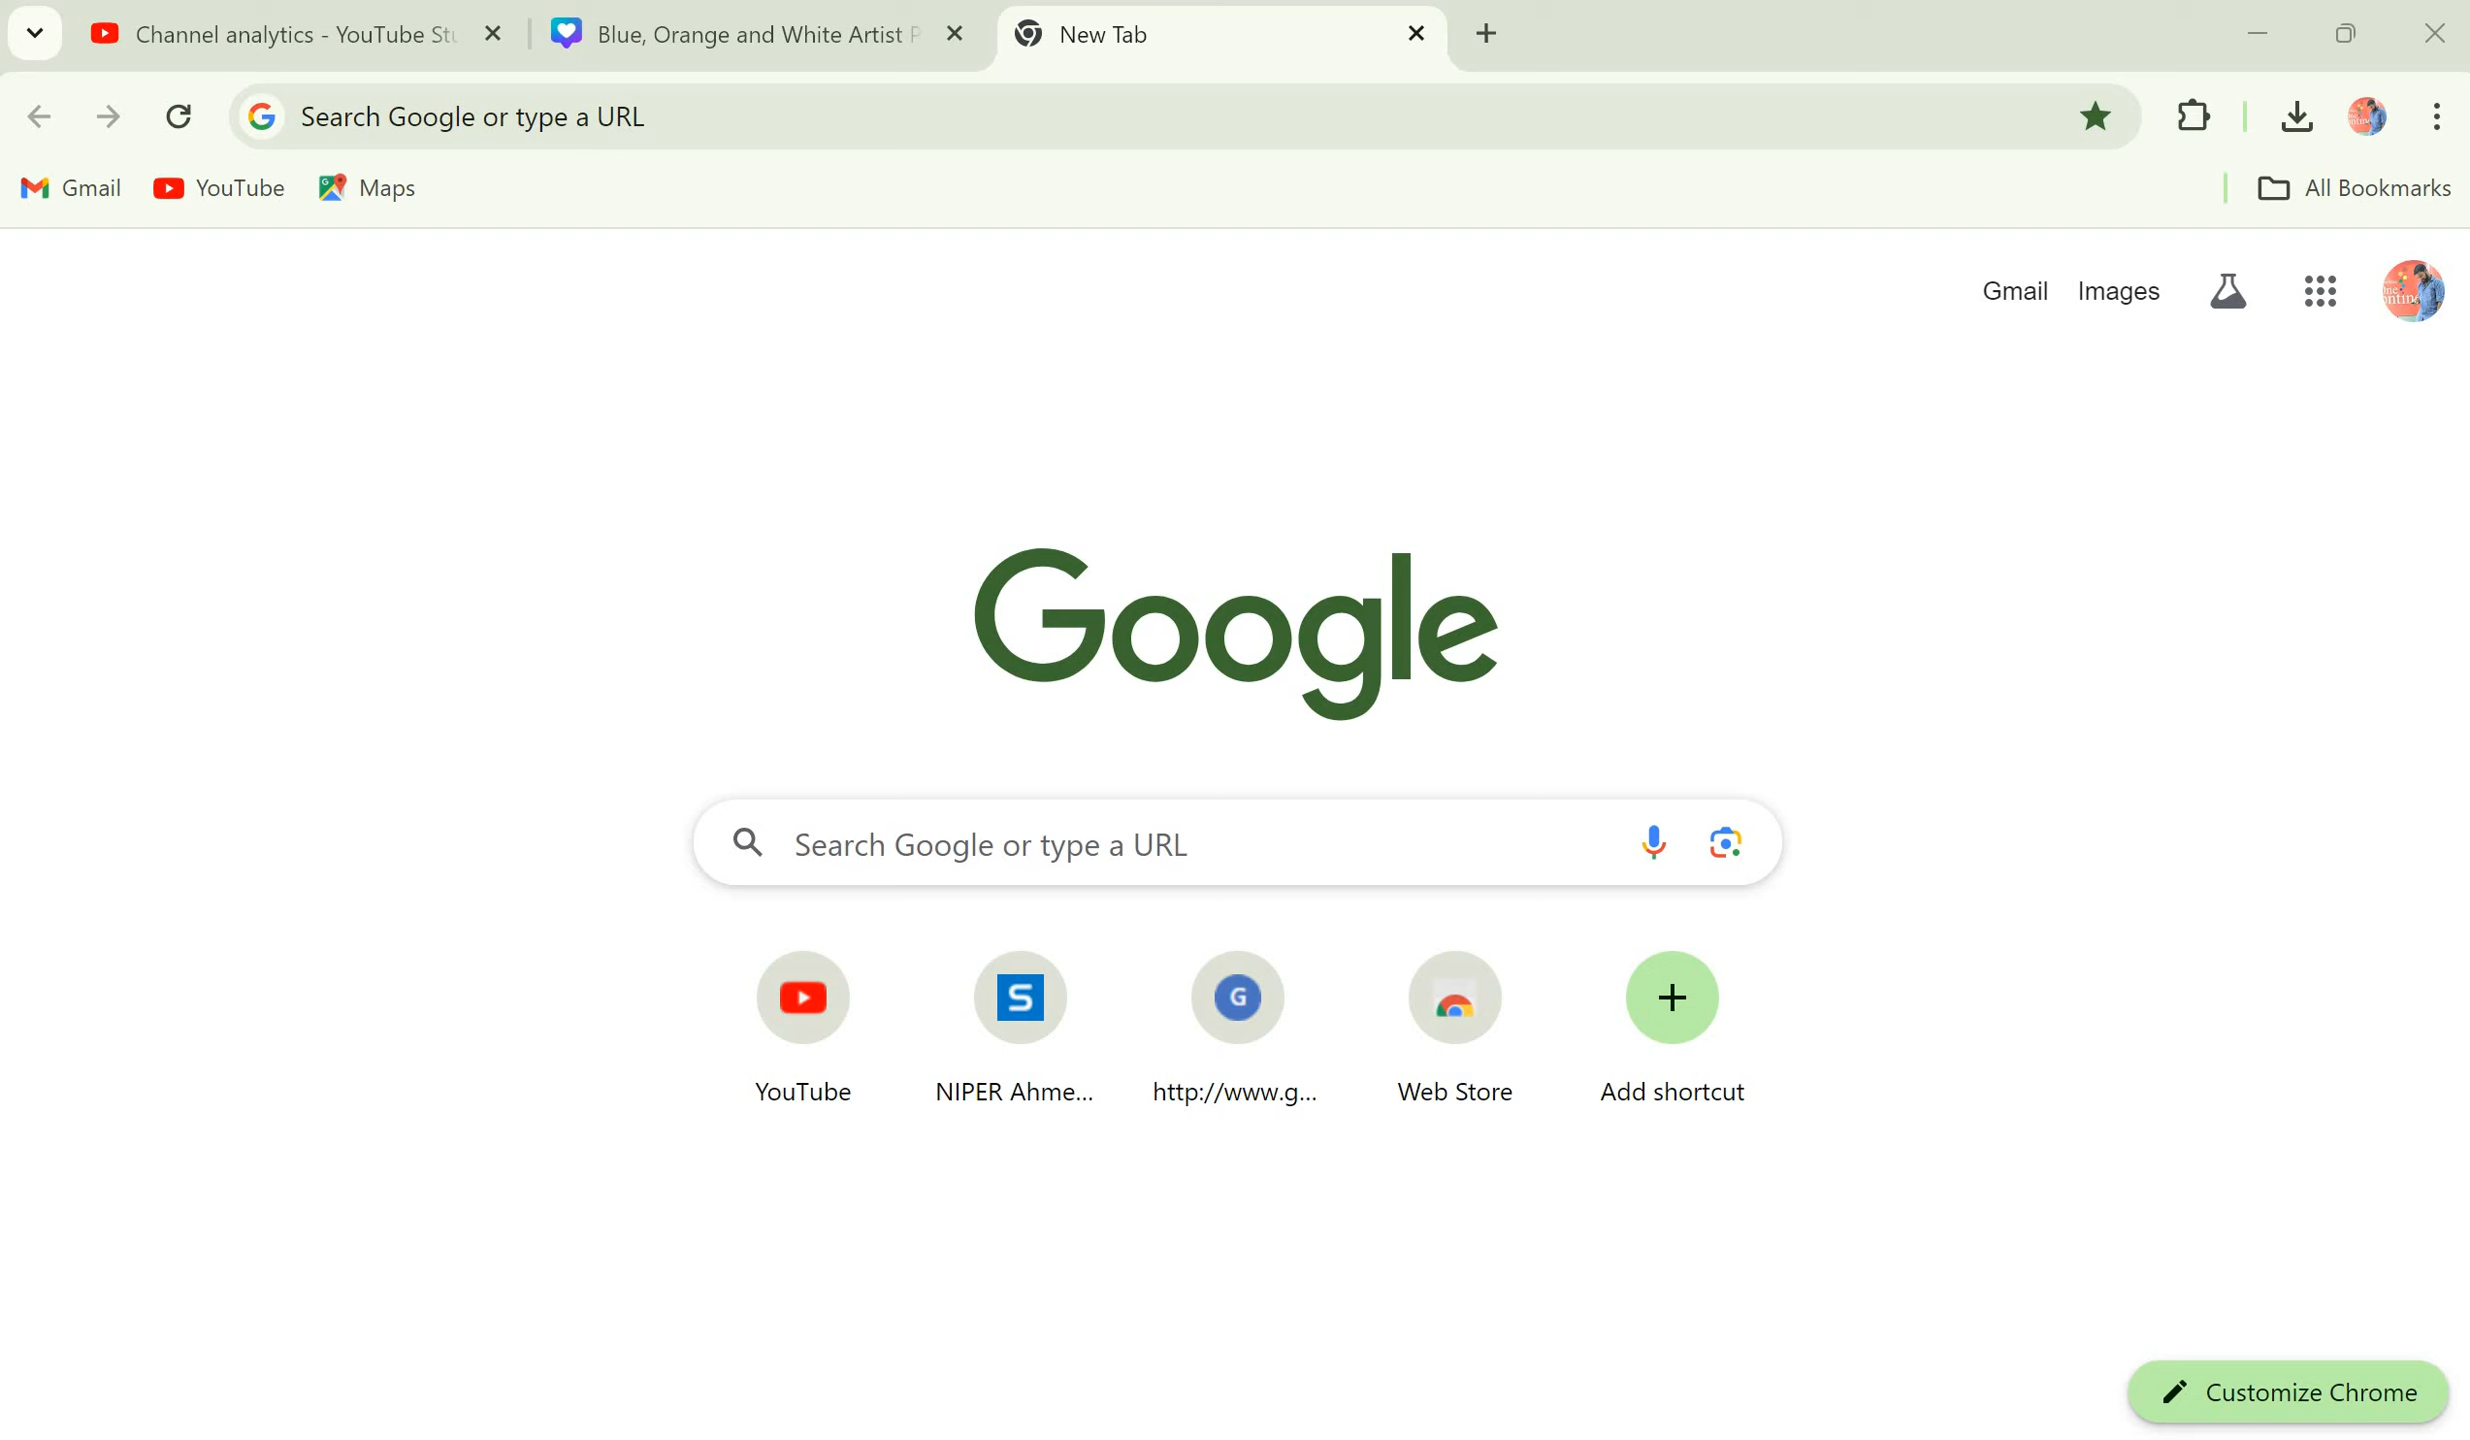 Channel analytics - YouTube Stu
Blue, Orange and White Artist P
New Tab
Search Google or type a URL
Gmail
YouTube
Maps
All Bookmarks
Gmail
Images
Google
Search Google or type a URL
YouTube
NIPER Ahme...
http://www.g...
Web Store
Add shortcut
Customize Chrome